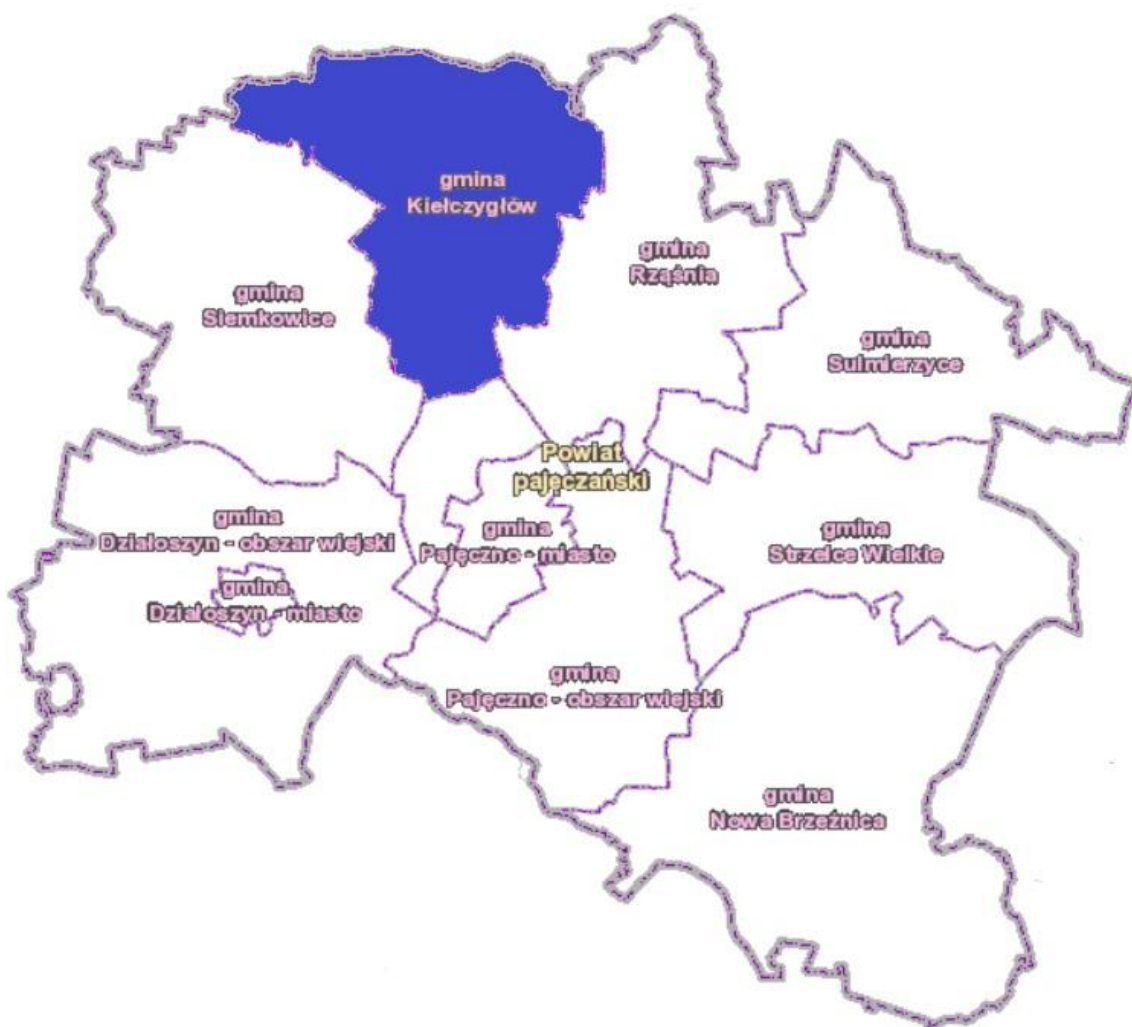 gmina
Kiełczygłów
gmina
Rząśnia
gmina
Siemkowice
gmina
Sulmierzyce
Powiat
pajęczański
gmina
Działoszyn - obszar wiejski
gmina
Pajęczno - miasto
gmina
Strzelce Wielkie
gmina
Działoszyn - miasto
gmina
Pajęczno - obszar wiejski
gmina
Nowa Brzeźnica